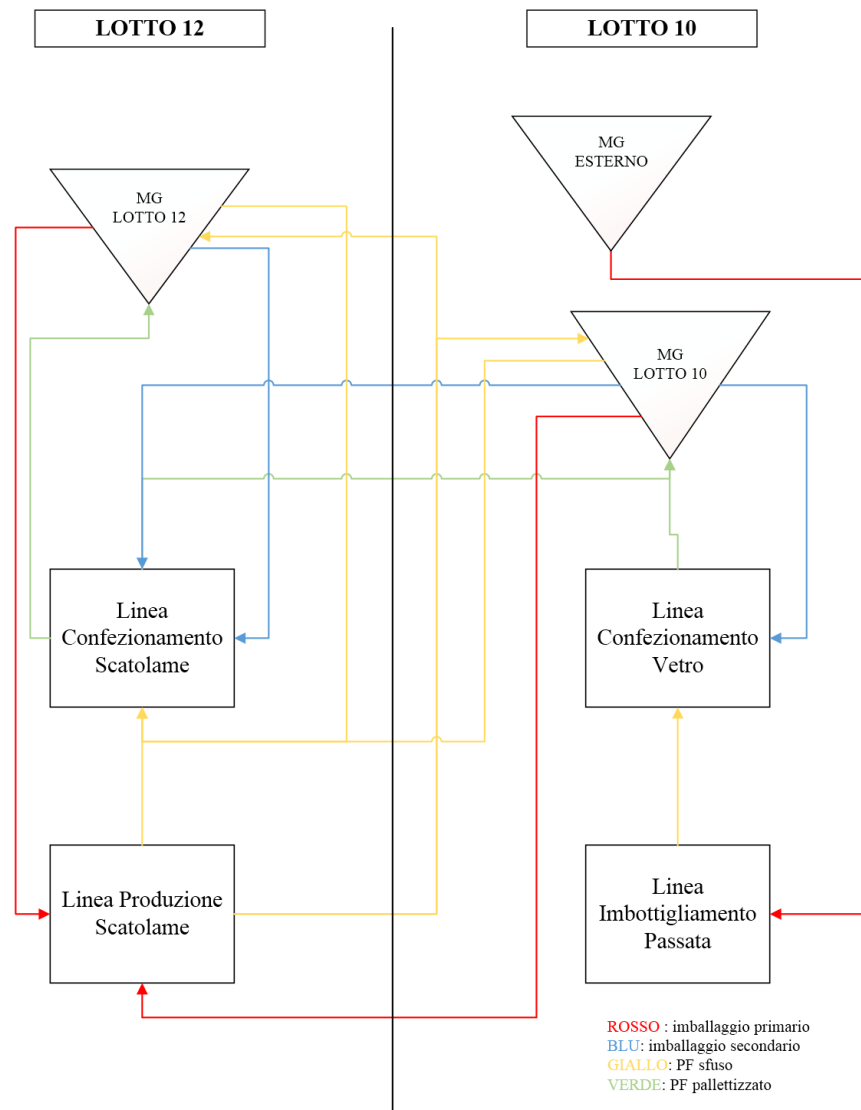 LOTTO 12
LOTTO 10
MG
ESTERNO
MG
LOTTO 12
MG
LOTTO 10
Linea
Confezionamento
Scatolame
Linea
Confezionamento
Vetro
Linea Produzione
Scatolame
Linea
Imbottigliamento
Passata
ROSSO : imballaggio primario
BLU: imballaggio secondario
GIALLO: PF sfuso
VERDE: PF pallettizzato